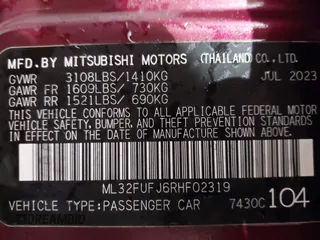 MFD.BY MITSUBISHI MOTORS (THAILAND) CO.,LTD.
GVWR 3108LBS/1410KG JUL 2023
GAWR FR 1609LBS/ 730KG
GAWR RR 1521LBS/ 690KG
THIS VEHICLE CONFORMS TO ALL APPLICABLE FEDERAL MOTOR
VEHICLE SAFETY, BUMPER, AND THEFT PREVENTION STANDARDS
IN EFFECT ON THE DATE OF MANUFACTURE SHOWN ABOVE.
ML32FUFJ6RHF02319
VEHICLE TYPE:PASSENGER CAR 7430C 104